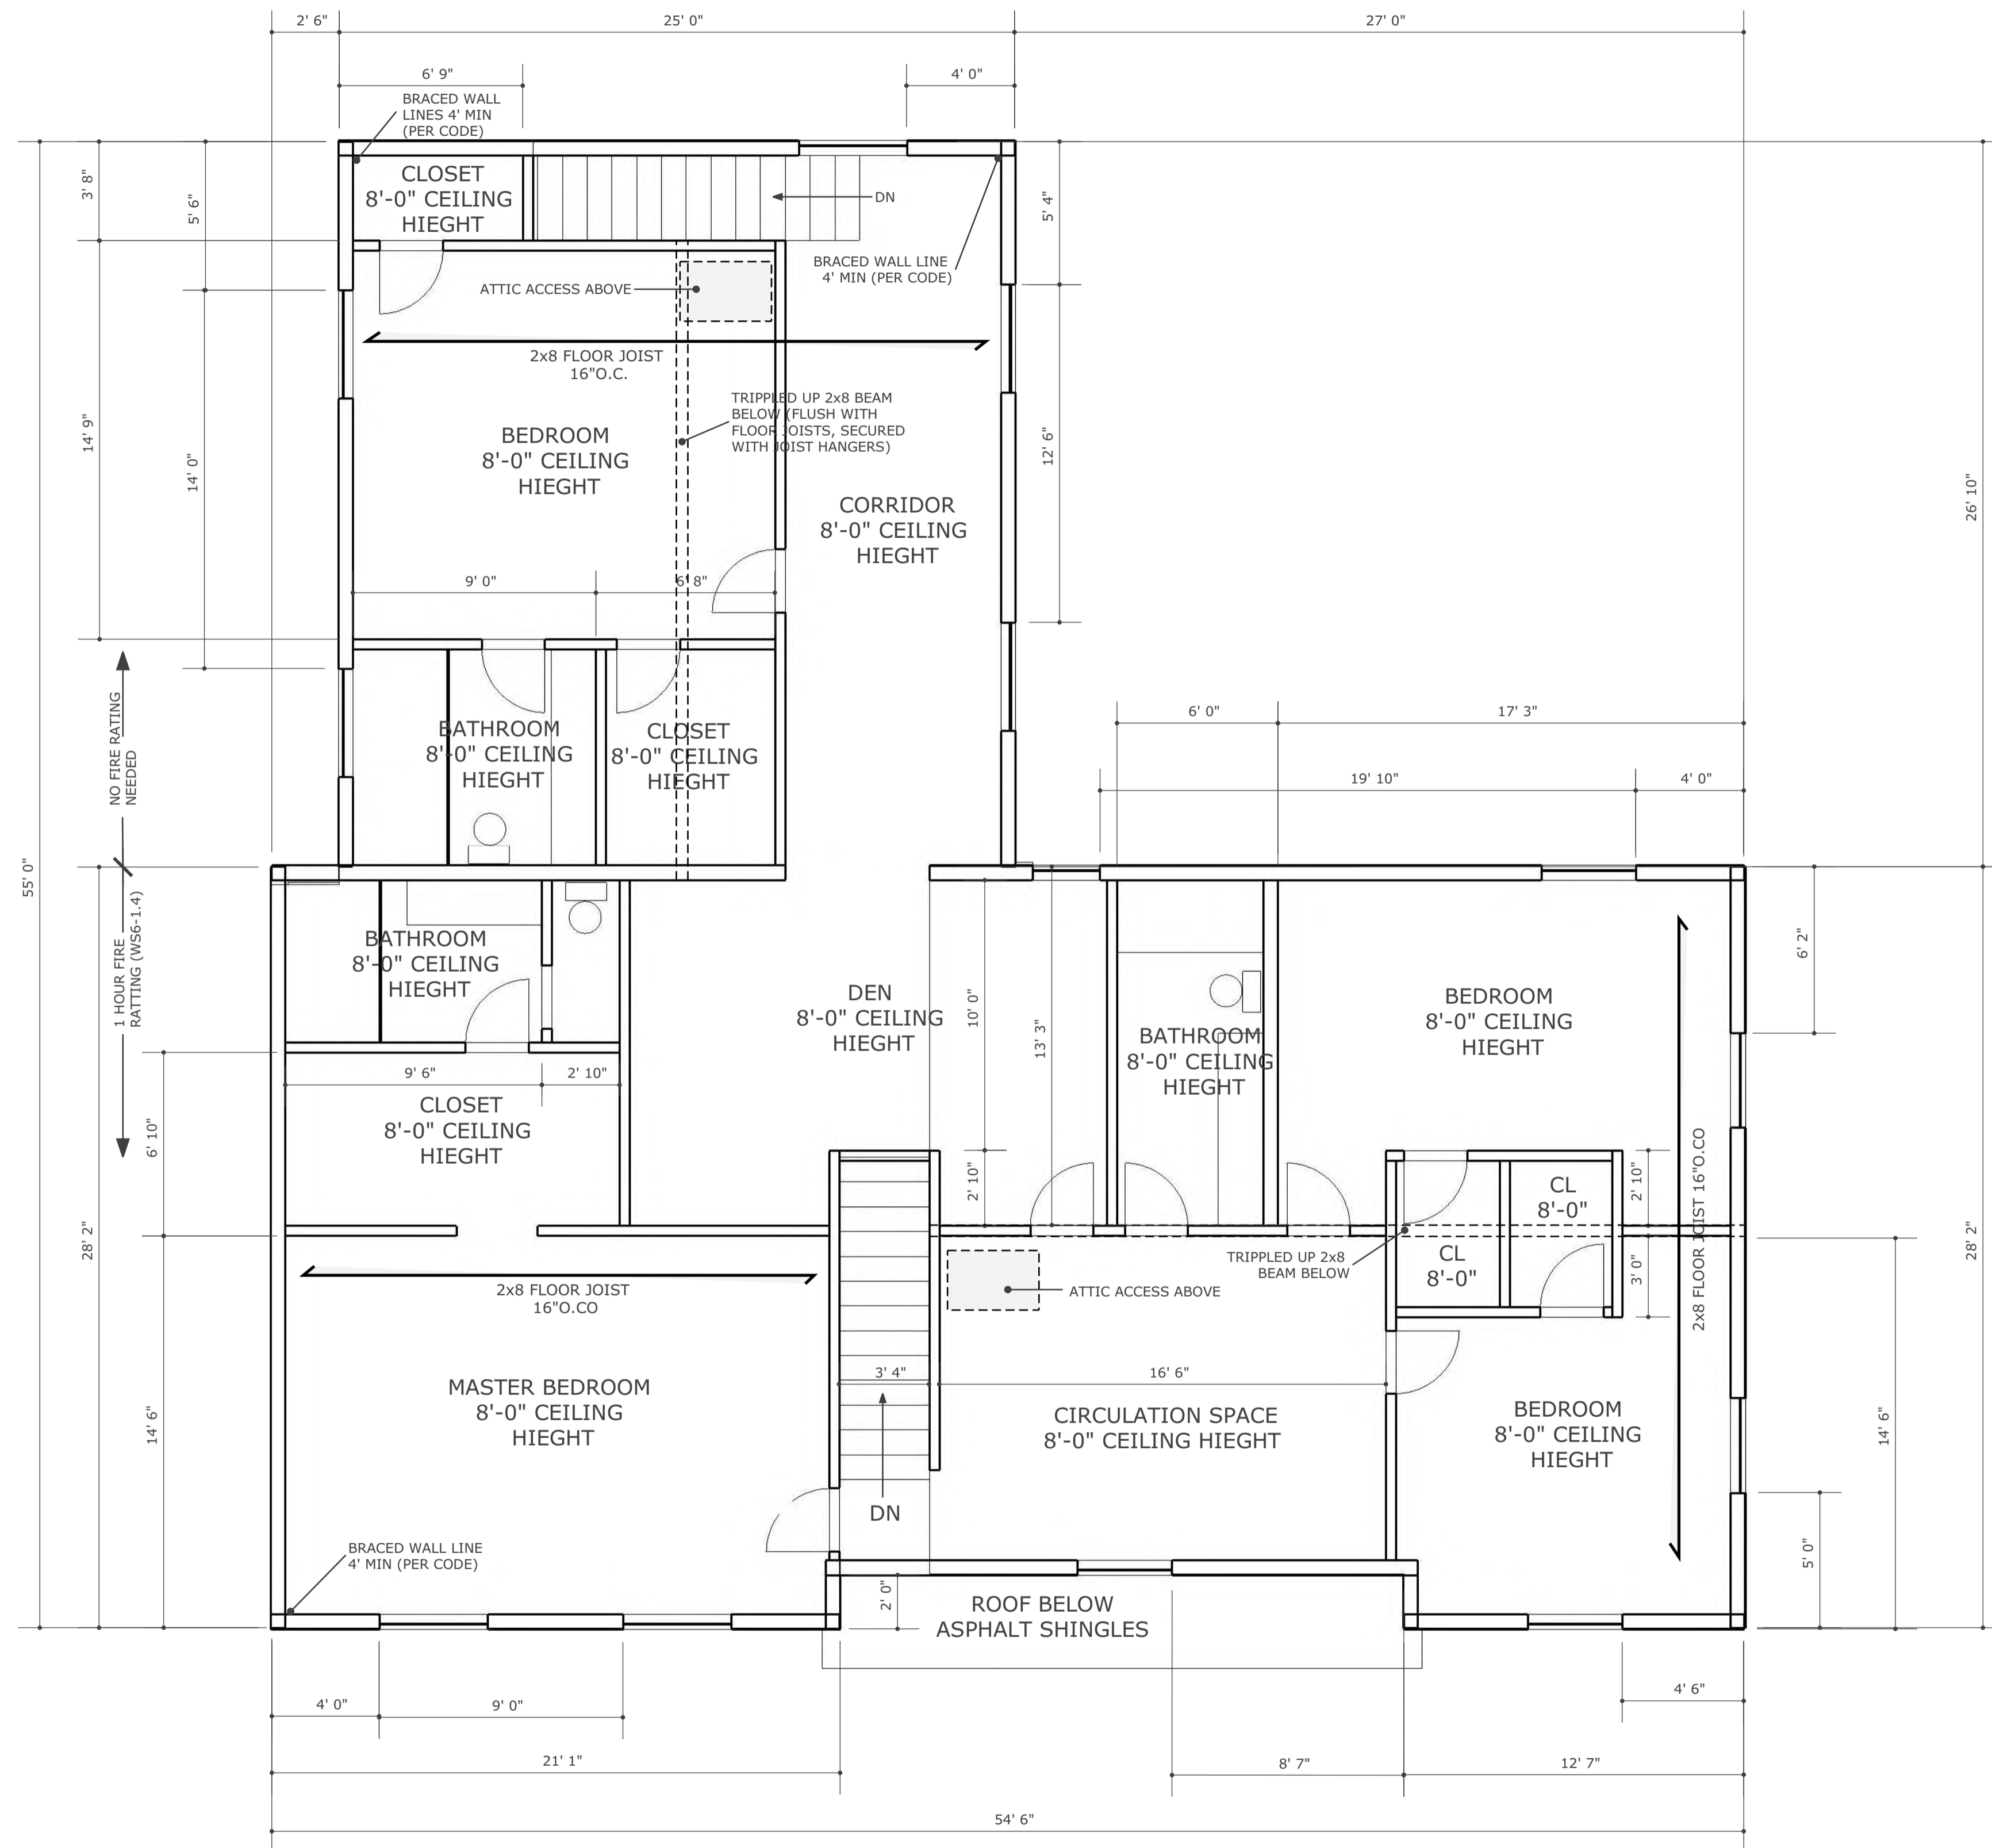 2' 6"
25' 0"
27' 0"
6' 9"
4' 0"
BRACED WALL
LINES 4' MIN
(PER CODE)
3' 8"
5' 6"
CLOSET
8'-0" CEILING
HIEGHT
DN
5' 4"
BRACED WALL LINE
4' MIN (PER CODE)
ATTIC ACCESS ABOVE
2x8 FLOOR JOIST
16"O.C.
TRIPPLED UP 2x8 BEAM
BELOW (FLUSH WITH
FLOOR JOISTS, SECURED
WITH JOIST HANGERS)
14' 9"
14' 0"
BEDROOM
8'-0" CEILING
HIEGHT
12' 6"
CORRIDOR
8'-0" CEILING
HIEGHT
26' 10"
9' 0"
6' 8"
NO FIRE RATING
NEEDED
BATHROOM
8'-0" CEILING
HIEGHT
CLOSET
8'-0" CEILING
HIEGHT
6' 0"
17' 3"
19' 10"
4' 0"
55' 0"
1 HOUR FIRE
RATTING (WS6-1.4)
BATHROOM
8'-0" CEILING
HIEGHT
DEN
8'-0" CEILING
HIEGHT
10' 0"
13' 3"
BATHROOM
8'-0" CEILING
HIEGHT
BEDROOM
8'-0" CEILING
HIEGHT
6' 2"
9' 6"
2' 10"
CLOSET
8'-0" CEILING
HIEGHT
6' 10"
2' 10"
CL
8'-0"
2' 10"
2x8 FLOOR JOIST 16"O.CO
28' 2"
28' 2"
TRIPPLED UP 2x8
BEAM BELOW
CL
8'-0"
3' 0"
2x8 FLOOR JOIST
16"O.CO
ATTIC ACCESS ABOVE
3' 4"
16' 6"
MASTER BEDROOM
8'-0" CEILING
HIEGHT
14' 6"
CIRCULATION SPACE
8'-0" CEILING HIEGHT
BEDROOM
8'-0" CEILING
HIEGHT
14' 6"
DN
BRACED WALL LINE
4' MIN (PER CODE)
5' 0"
2' 0"
ROOF BELOW
ASPHALT SHINGLES
4' 0"
9' 0"
4' 6"
21' 1"
8' 7"
12' 7"
54' 6"